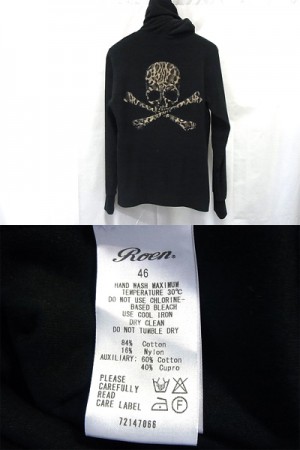 Roen.
46
HAND WASH MAXIMUM
TEMPERATURE 30°C
DO NOT USE CHLORINE-
BASED BLEACH
USE COOL IRON
DRY CLEAN
DO NOT TUMBLE DRY
84% Cotton
16% Nylon
AUXILIARY: 60% Cotton
40% Cupro
PLEASE
CAREFULLY
READ
CARE LABEL
F
72147066